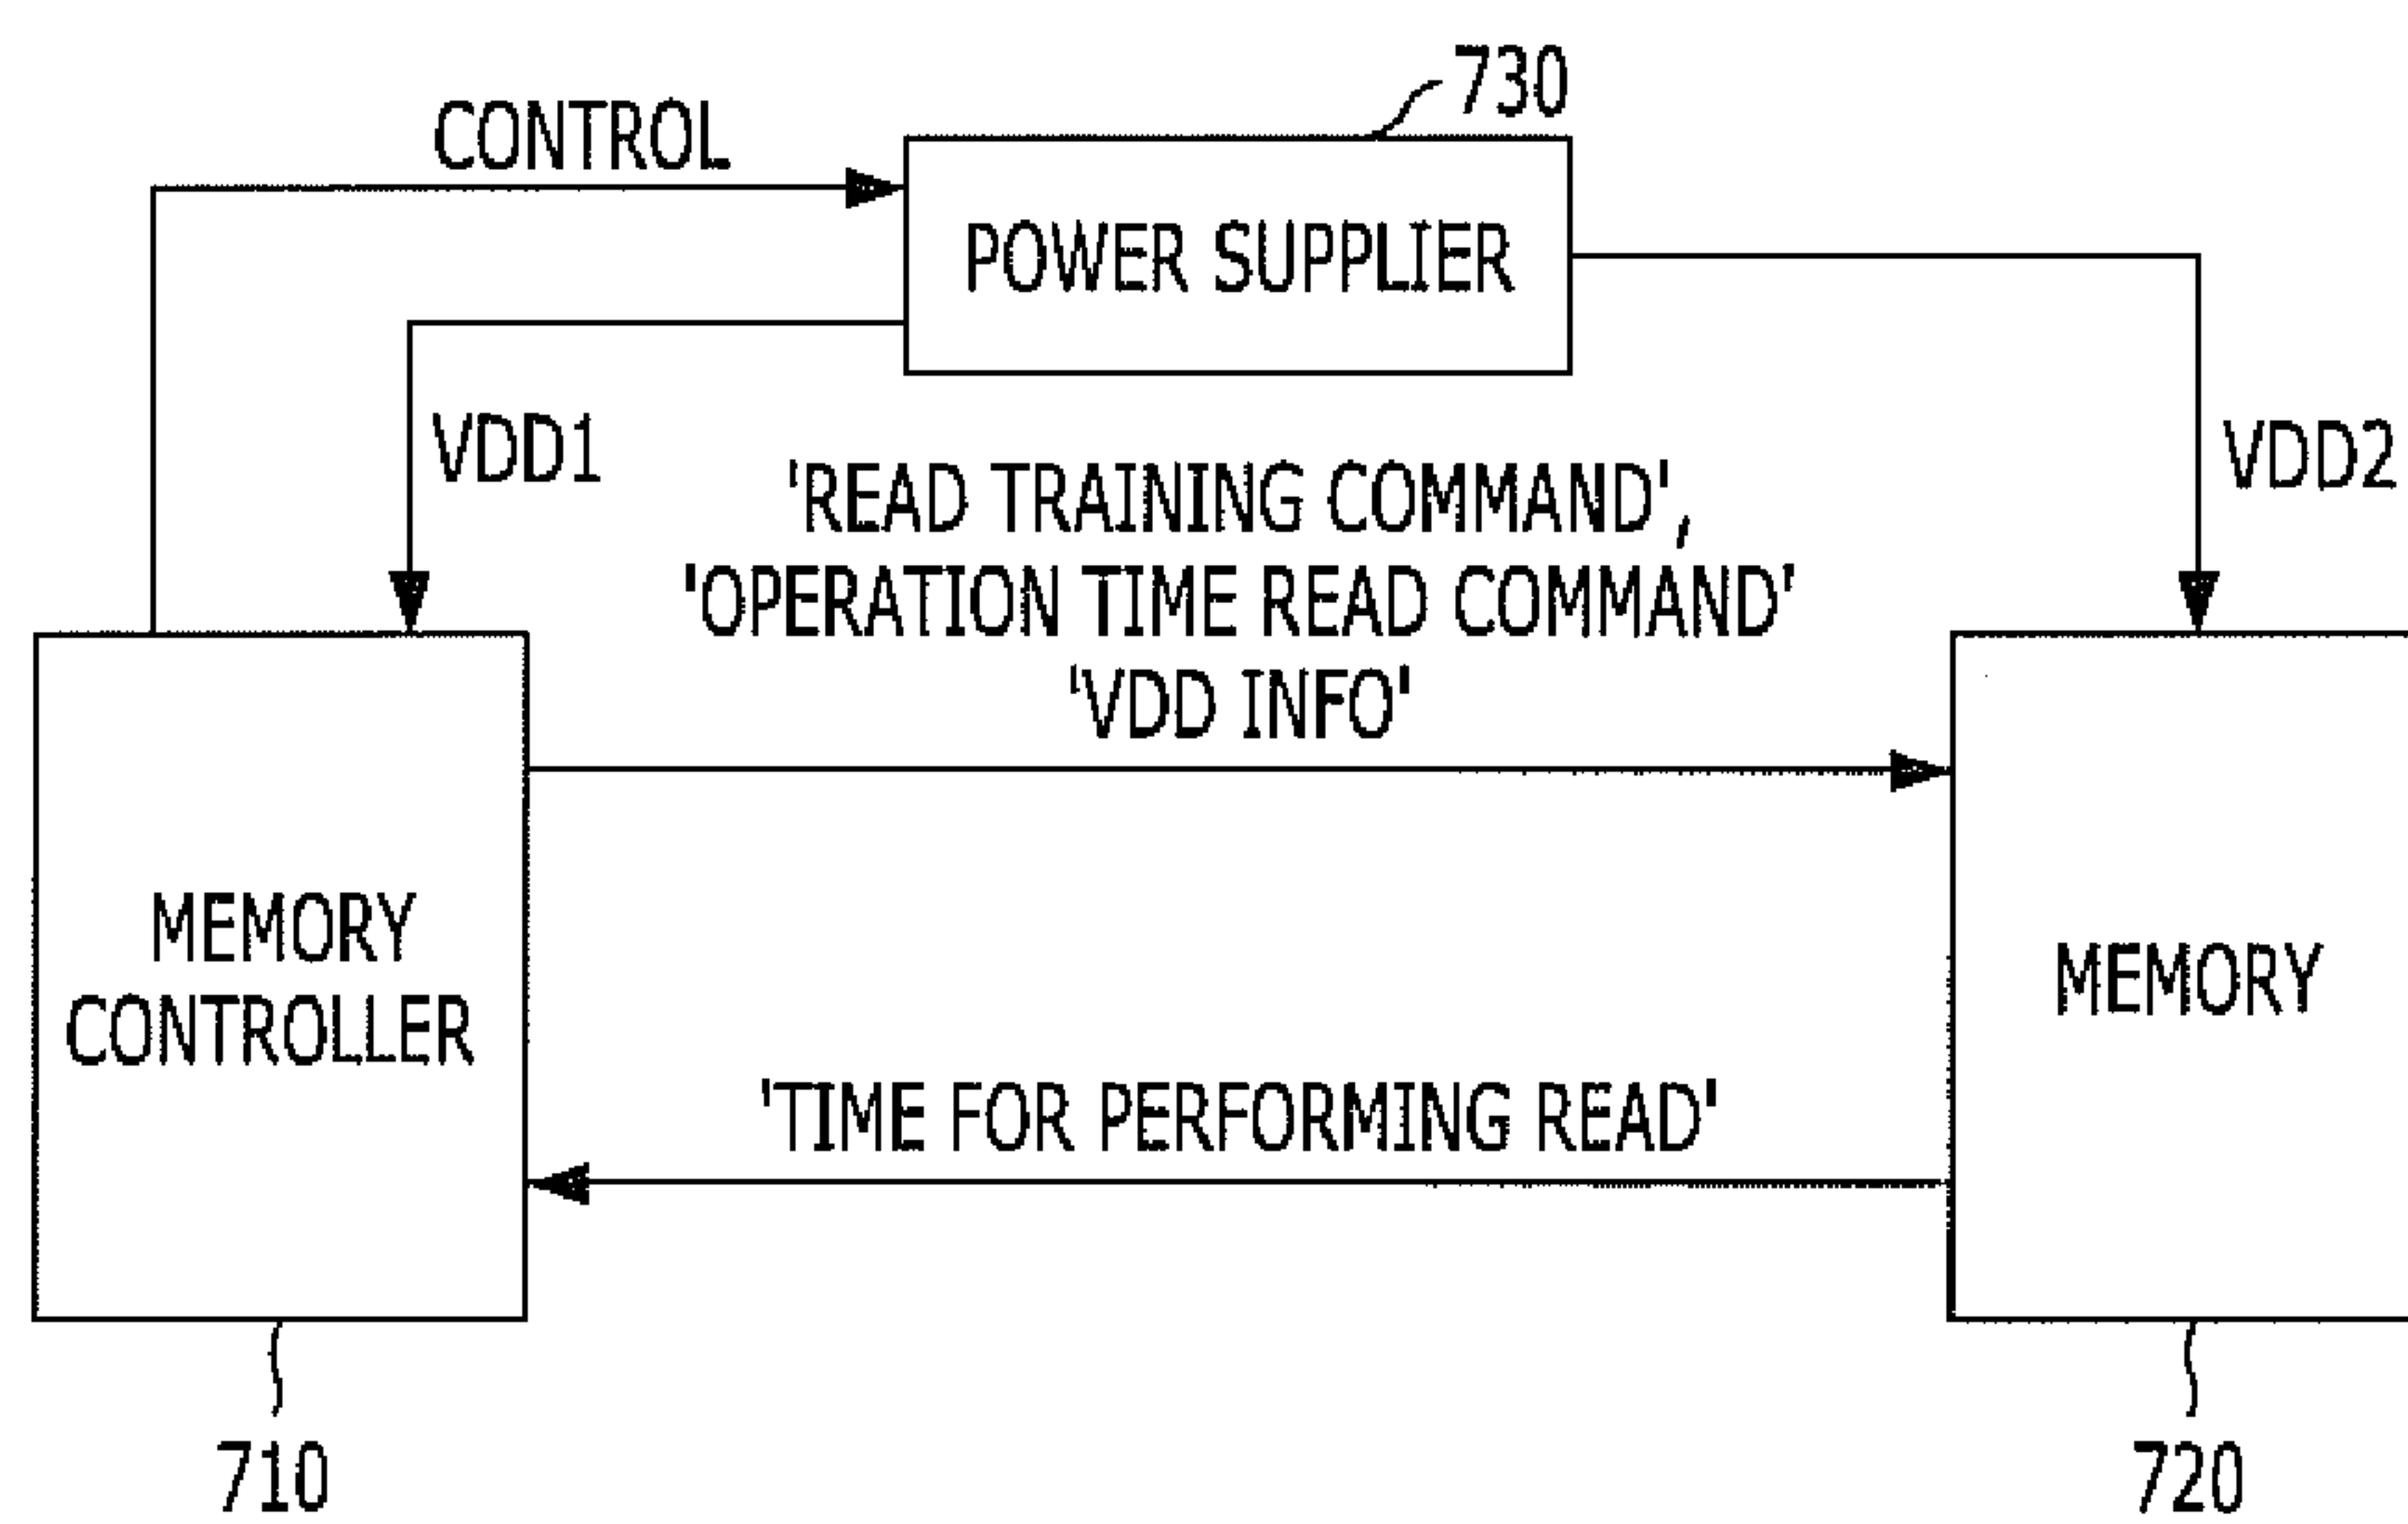 730
CONTROL
POWER SUPPLIER
VDD1
VDD2
'READ TRAINING COMMAND',
'OPERATION TIME READ COMMAND'
'VDD INFO'
MEMORY
CONTROLLER
MEMORY
'TIME FOR PERFORMING READ'
710
720